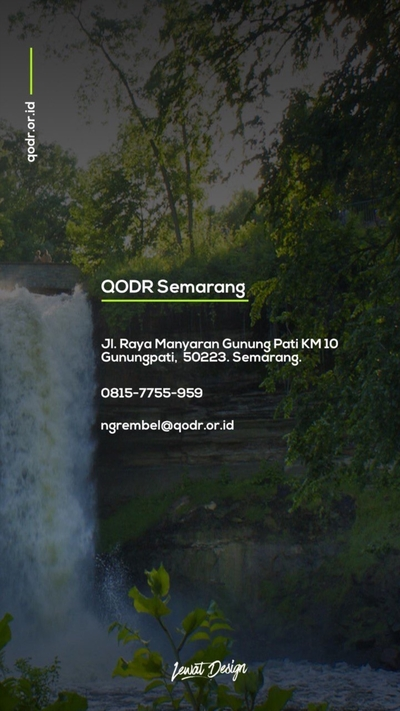 qodr.or.id
QODR Semarang
Jl. Raya Manyaran Gunung Pati KM 10
Gunungpati, 50223. Semarang.
0815-7755-959
ngrembel@qodr.or.id
Lewat Design